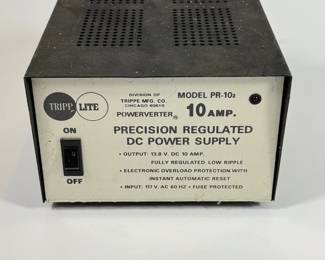 TRIPP LITE
DIVISION OF
TRIPPE MFG. CO.
CHICAGO 60610
POWERVERTER®
MODEL PR-10a
10 AMP.
PRECISION REGULATED
DC POWER SUPPLY
• OUTPUT: 13.8 V. DC 10 AMP.
FULLY REGULATED LOW RIPPLE
• ELECTRONIC OVERLOAD PROTECTION WITH
INSTANT AUTOMATIC RESET
• INPUT: 117 V. AC 60 HZ • FUSE PROTECTED
ON
OFF